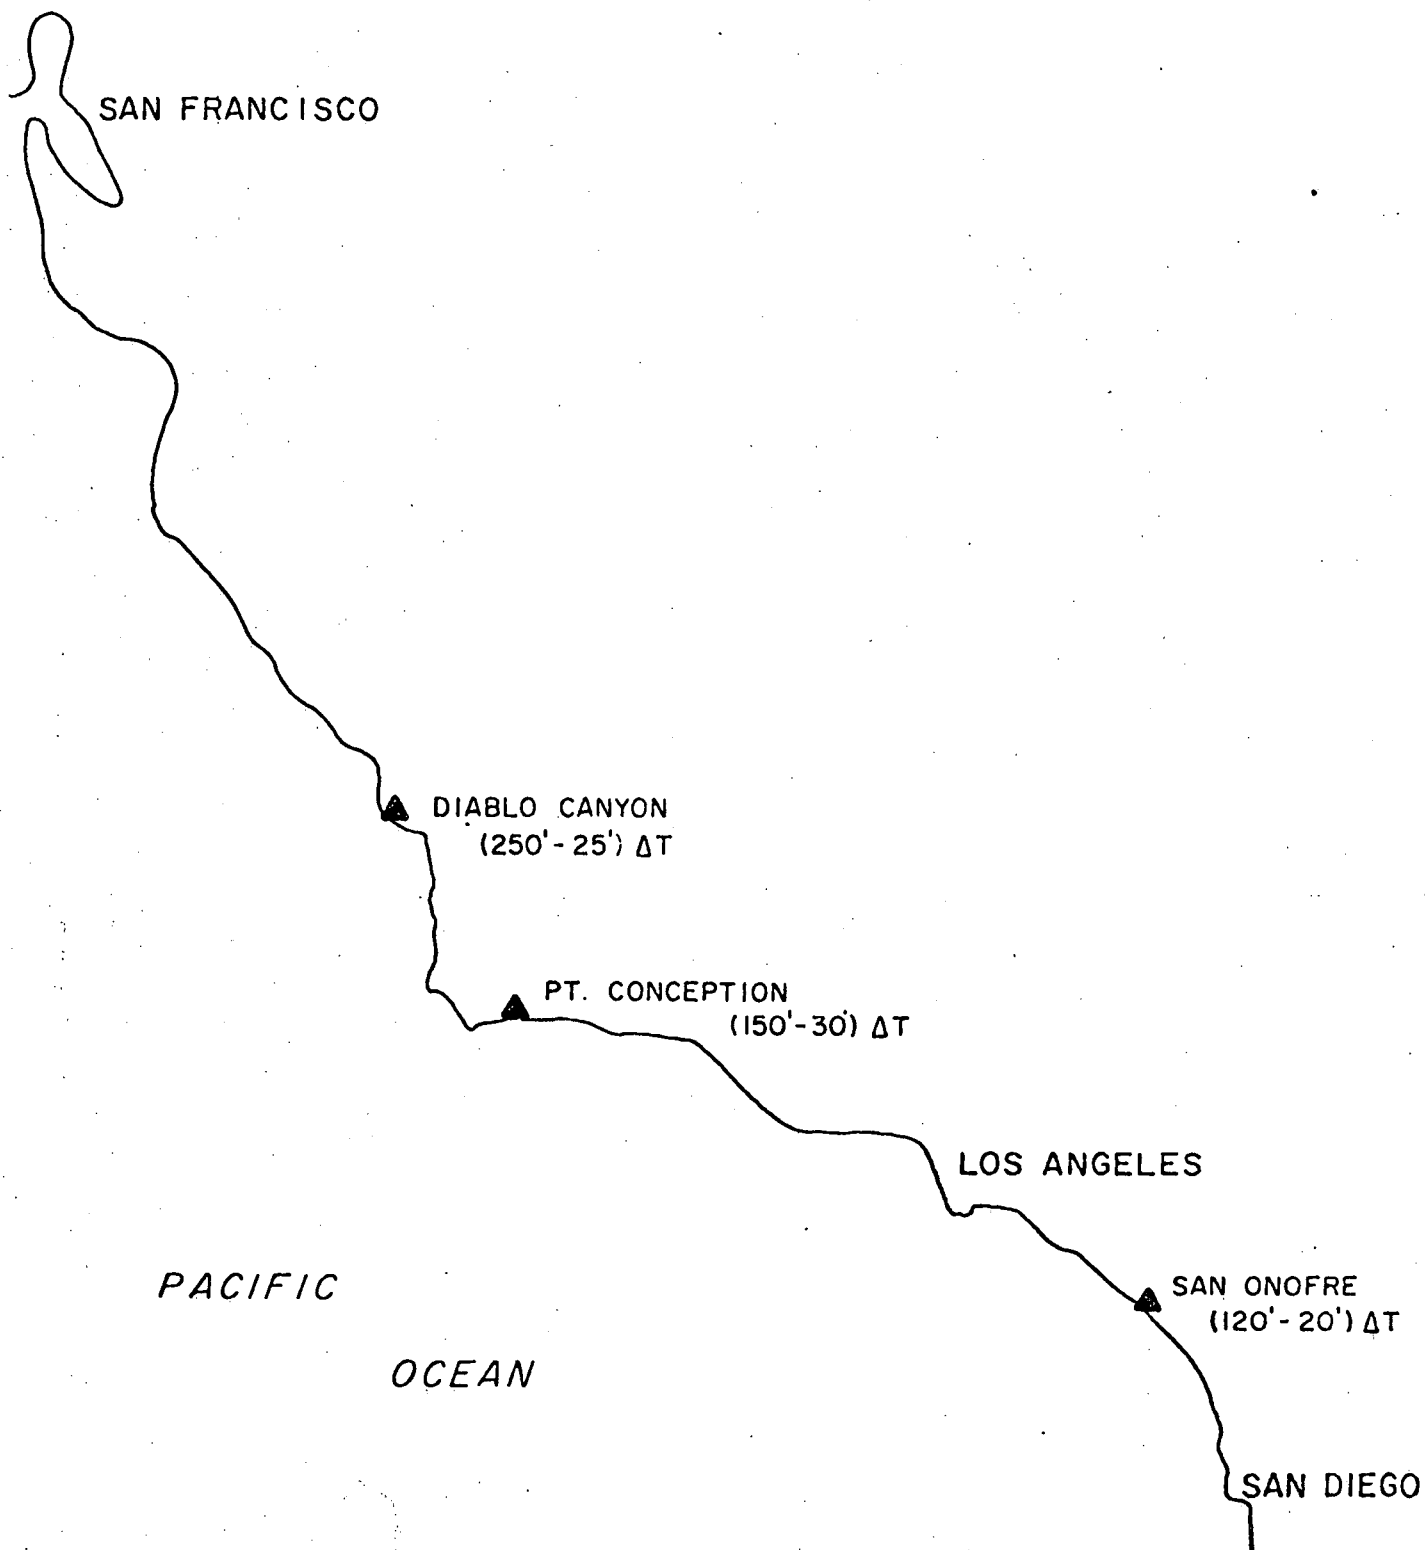 SAN FRANCISCO
DIABLO CANYON
(250'-25') ΔT
PT. CONCEPTION
(150'-30') ΔT
LOS ANGELES
SAN ONOFRE
(120'-20') ΔT
PACIFIC
OCEAN
SAN DIEGO